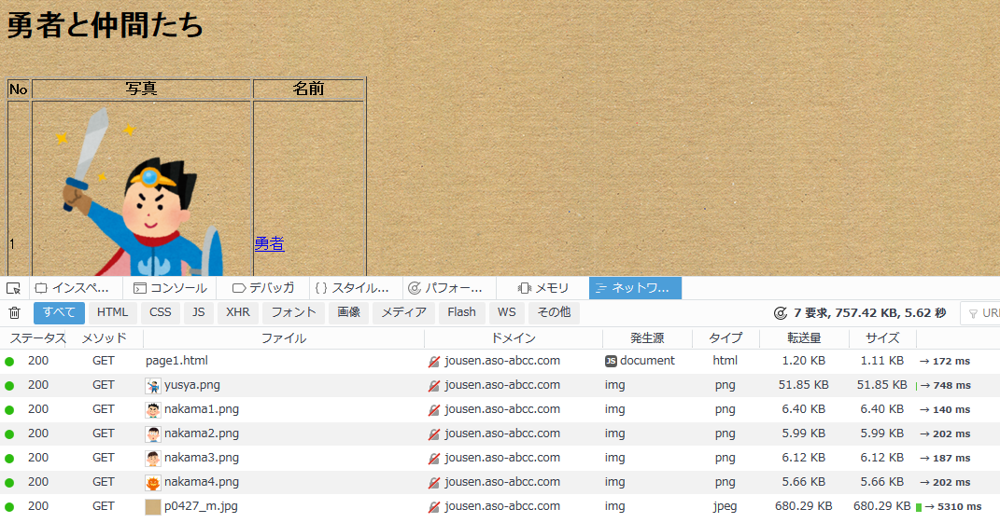 勇者と仲間たち
No 写真 名前
1 勇者
インスペ... コンソール デバッガ スタイル... パフォー... メモリ ネットワ...
すべて HTML CSS JS XHR フォント 画像 メディア Flash WS その他 7 要求, 757.42 KB, 5.62 秒 URL
ステータス メソッド ファイル ドメイン 発生源 タイプ 転送量 サイズ
200 GET page1.html jousen.aso-abcc.com JS document html 1.20 KB 1.11 KB → 172 ms
200 GET yusya.png jousen.aso-abcc.com img png 51.85 KB 51.85 KB → 748 ms
200 GET nakama1.png jousen.aso-abcc.com img png 6.40 KB 6.40 KB → 140 ms
200 GET nakama2.png jousen.aso-abcc.com img png 5.99 KB 5.99 KB → 202 ms
200 GET nakama3.png jousen.aso-abcc.com img png 6.12 KB 6.12 KB → 187 ms
200 GET nakama4.png jousen.aso-abcc.com img png 5.66 KB 5.66 KB → 202 ms
200 GET p0427_m.jpg jousen.aso-abcc.com img jpeg 680.29 KB 680.29 KB → 5310 ms